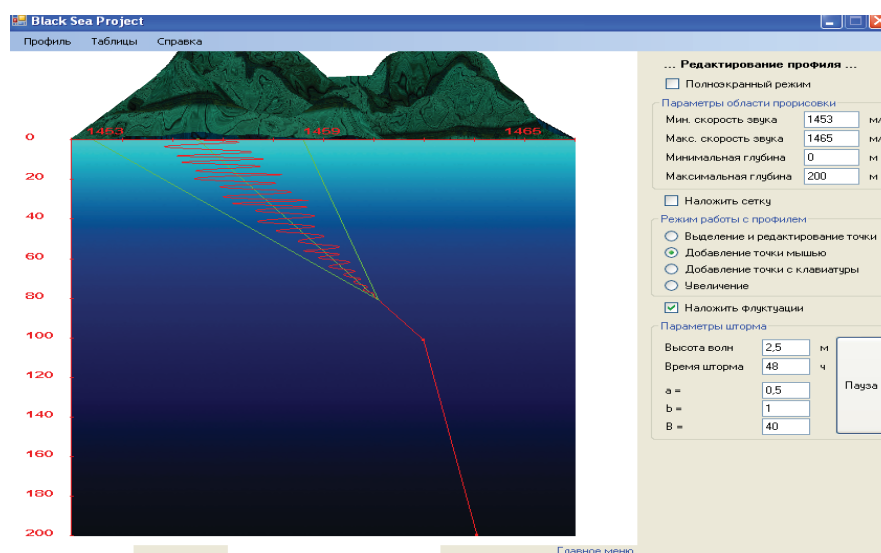 Black Sea Project
Профиль Таблицы Справка
1453 1459 1465
0
20
40
60
80
100
120
140
160
180
200
... Редактирование профиля ...
Полноэкранный режим
Параметры области прорисовки
Мин. скорость звука 1453 м/
Макс. скорость звука 1465 м/
Минимальная глубина 0 м
Максимальная глубина 200 м
Наложить сетку
Режим работы с профилем
Выделение и редактирование точки
Добавление точки мышью
Добавление точки с клавиатуры
Увеличение
Наложить флуктуации
Параметры шторма
Высота волн 2,5 м
Время шторма 48 ч
a = 0,5
b = 1
B = 40
Пауза
Главное меню